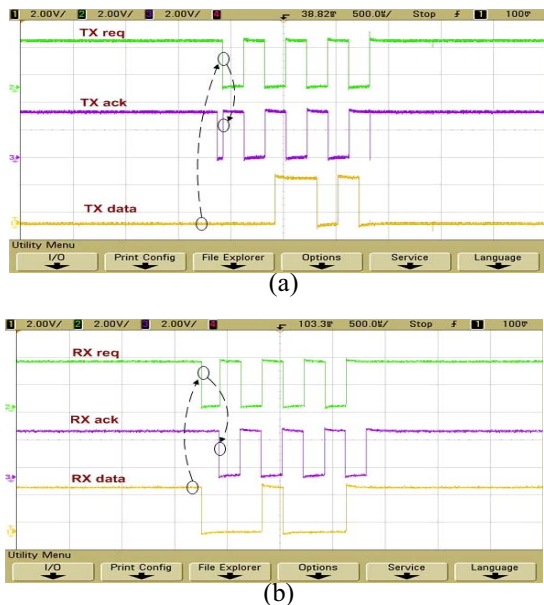 1 2.00V/ 2 2.00V/ 3 2.00V/ 4 38.82 500.0 Stop 1 100
TX req
TX ack
TX data
Utility Menu
I/O Print Config File Explorer Options Service Language
(a)
1 2.00V/ 2 2.00V/ 3 2.00V/ 4 103.3 500.0 Stop 1 100
RX req
RX ack
RX data
Utility Menu
I/O Print Config File Explorer Options Service Language
(b)